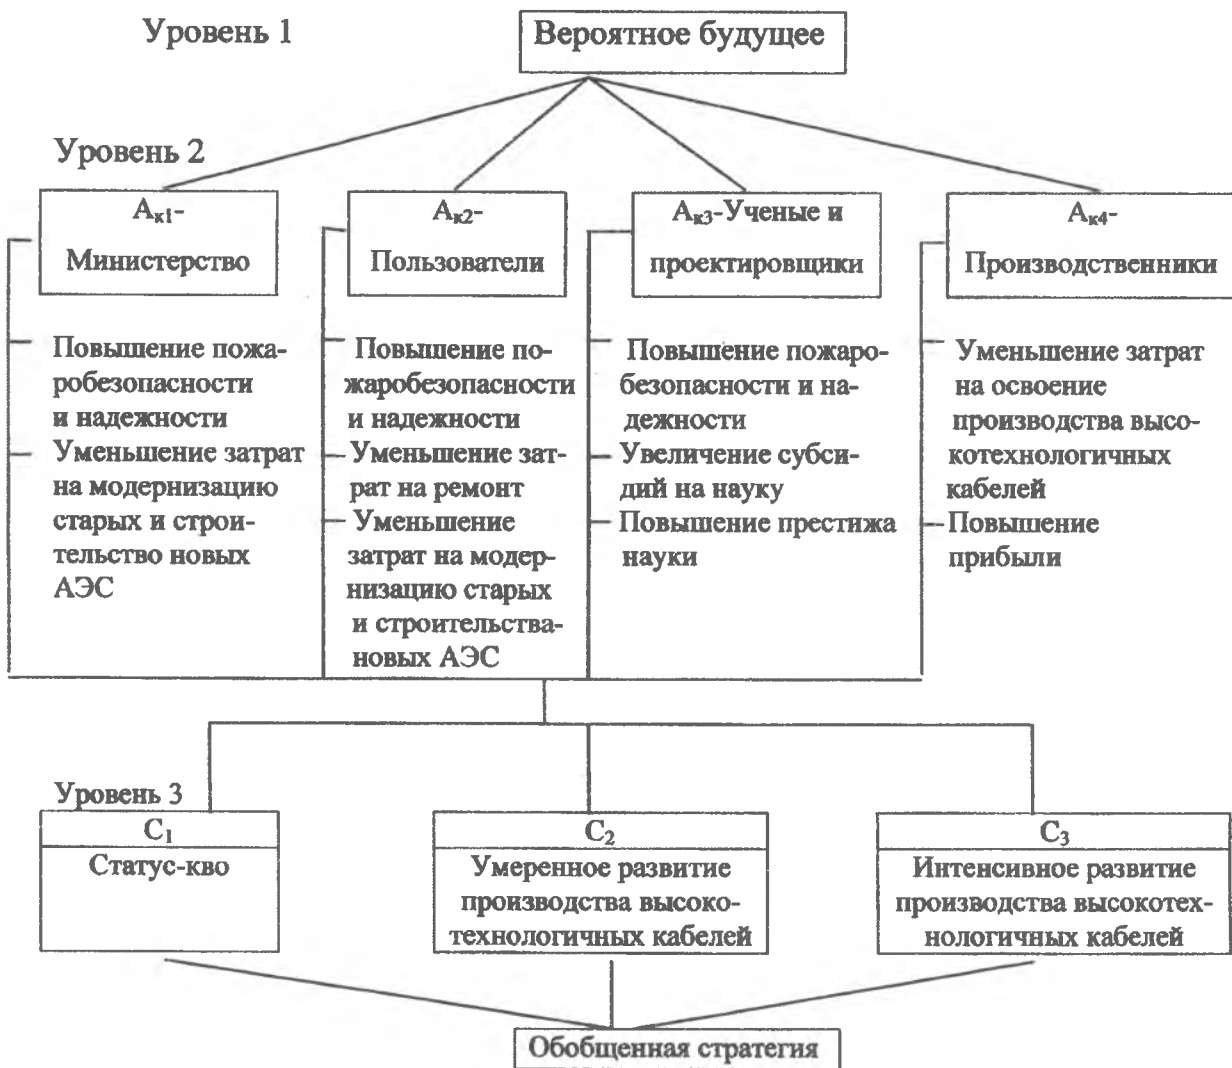 Уровень 1
Вероятное будущее
Уровень 2
Aк1-
Министерство
Aк2-
Пользователи
Aк3-Ученые и
проектировщики
Aк4-
Производственники
Повышение пожа-
робезопасности
и надежности
Уменьшение затрат
на модернизацию
старых и строи-
тельство новых
АЭС
Повышение по-
жаробезопасности
и надежности
Уменьшение зат-
рат на ремонт
Уменьшение
затрат на модер-
низацию старых
и строительства-
новых АЭС
Повышение пожаро-
безопасности и на-
дежности
Увеличение субси-
дий на науку
Повышение престижа
науки
Уменьшение затрат
на освоение
производства высо-
котехнологичных
кабелей
Повышение
прибыли
Уровень 3
C1
Статус-кво
C2
Умеренное развитие
производства высоко-
технологичных кабелей
C3
Интенсивное развитие
производства высокотех-
нологичных кабелей
Обобщенная стратегия